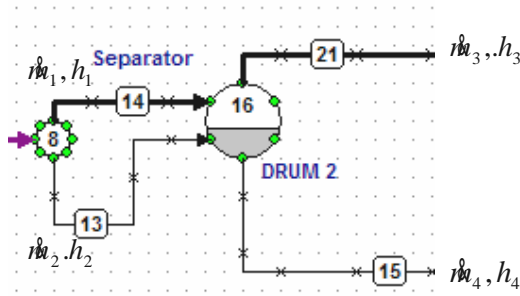 ṁ₃,.h₃
21
Separator
ṁ₁,h₁
14
16
8
DRUM 2
13
ṁ₂.h₂
15
ṁ₄,h₄